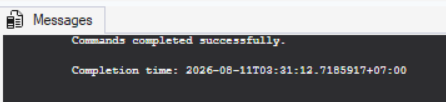 Messages
Commands completed successfully.
Completion time: 2026-08-11T03:31:12.7185917+07:00